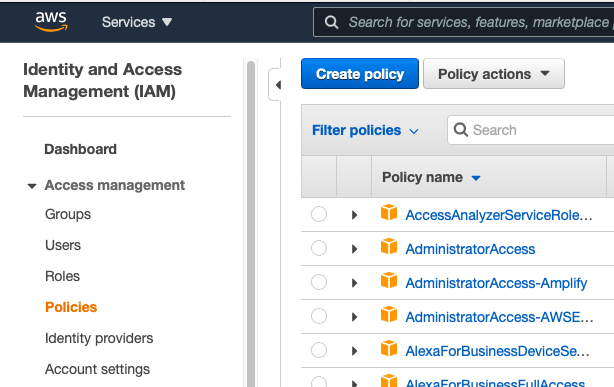 aws
Services
Search for services, features, marketplace
Identity and Access
Management (IAM)
Dashboard
Access management
Groups
Users
Roles
Policies
Identity providers
Account settings
Create policy
Policy actions
Filter policies
Search
Policy name
AccessAnalyzerServiceRole...
AdministratorAccess
AdministratorAccess-Amplify
AdministratorAccess-AWSE...
AlexaForBusinessDeviceSe...
AlexaForBusinessFullAccess